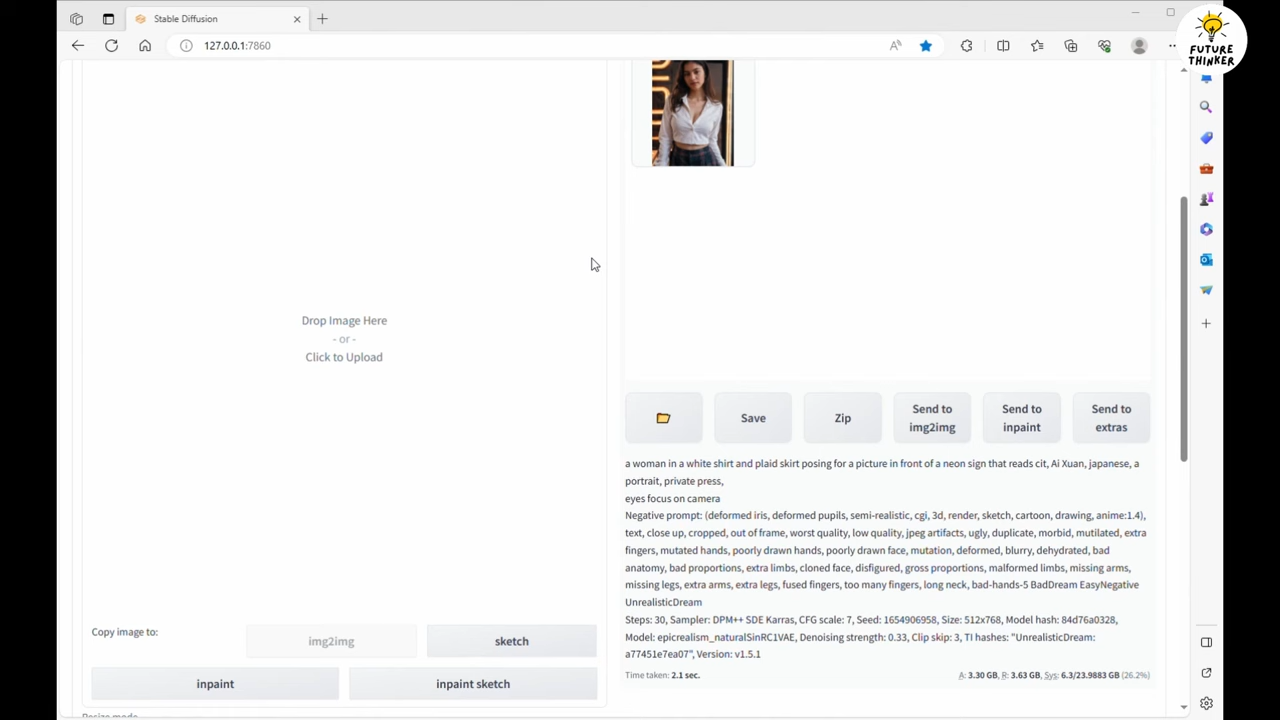 Stable Diffusion
127.0.0.1:7860
FUTURE
THINKER
Drop Image Here
- or -
Click to Upload
Save
Zip
Send to
img2img
Send to
inpaint
Send to
extras
a woman in a white shirt and plaid skirt posing for a picture in front of a neon sign that reads cit, Ai Xuan, japanese, a
portrait, private press,
eyes focus on camera
Negative prompt: (deformed iris, deformed pupils, semi-realistic, cgi, 3d, render, sketch, cartoon, drawing, anime:1.4),
text, close up, cropped, out of frame, worst quality, low quality, jpeg artifacts, ugly, duplicate, morbid, mutilated, extra
fingers, mutated hands, poorly drawn hands, poorly drawn face, mutation, deformed, blurry, dehydrated, bad
anatomy, bad proportions, extra limbs, cloned face, disfigured, gross proportions, malformed limbs, missing arms,
missing legs, extra arms, extra legs, fused fingers, too many fingers, long neck, bad-hands-5 BadDream EasyNegative
UnrealisticDream
Steps: 30, Sampler: DPM++ SDE Karras, CFG scale: 7, Seed: 1654906958, Size: 512x768, Model hash: 84d76a0328,
Model: epicrealism_naturalSinRC1VAE, Denoising strength: 0.33, Clip skip: 3, TI hashes: "UnrealisticDream:
a77451e7ea07", Version: v1.5.1
Time taken: 2.1 sec.
A: 3.30 GB, R: 3.63 GB, Sys: 6.3/23.9883 GB (26.2%)
Copy image to:
img2img
sketch
inpaint
inpaint sketch
Resize mode